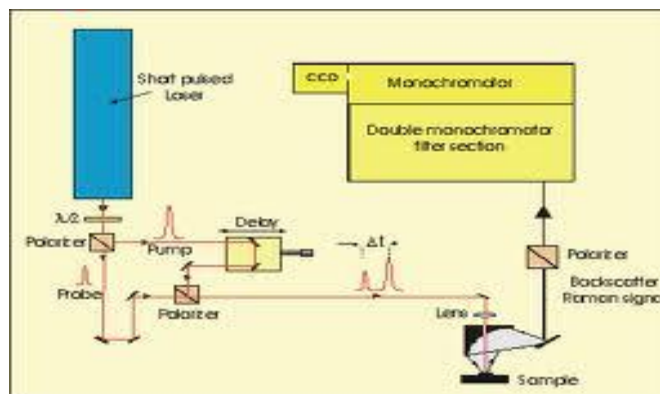 Short pulsed
Laser
CCD
Monochromator
Double monochromator
filter section
λ/2
Polarizer
Pump
Delay
Δt
Polarizer
Probe
Polarizer
Backscatter
Raman signal
Lens
Sample